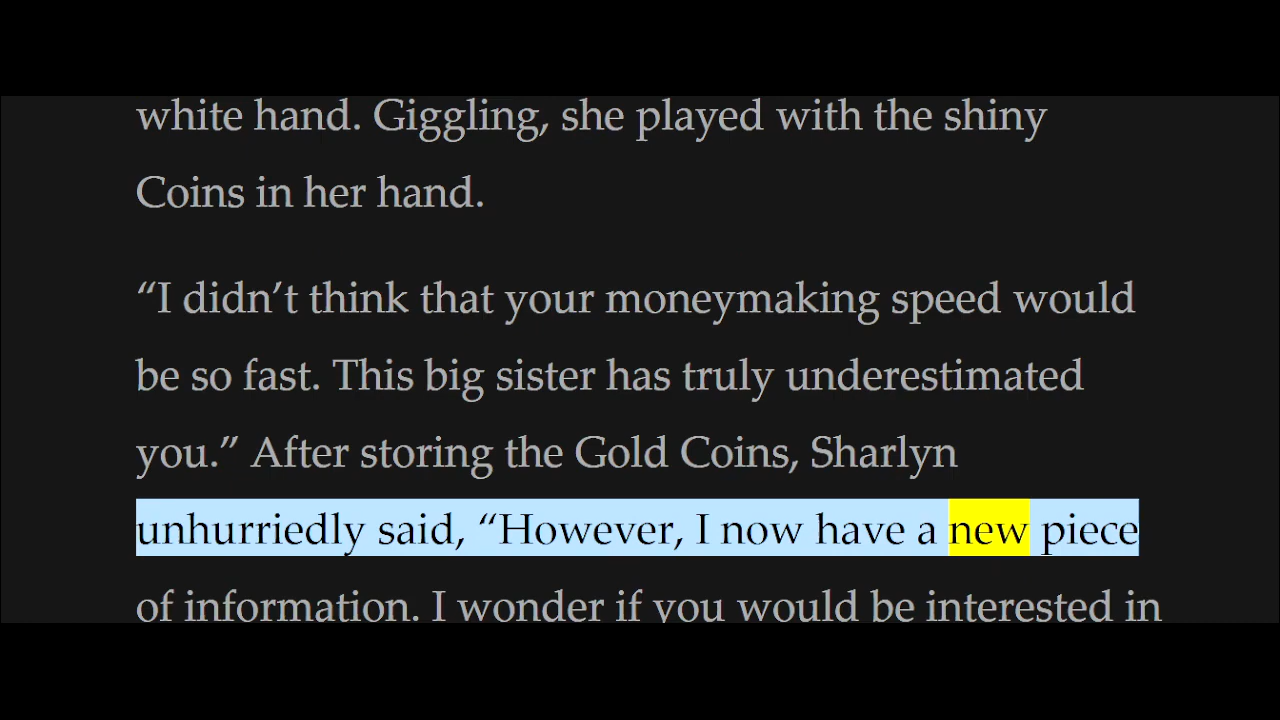 white hand. Giggling, she played with the shiny
Coins in her hand.
“I didn’t think that your moneymaking speed would
be so fast. This big sister has truly underestimated
you.” After storing the Gold Coins, Sharlyn
unhurriedly said, “However, I now have a new piece
of information. I wonder if you would be interested in